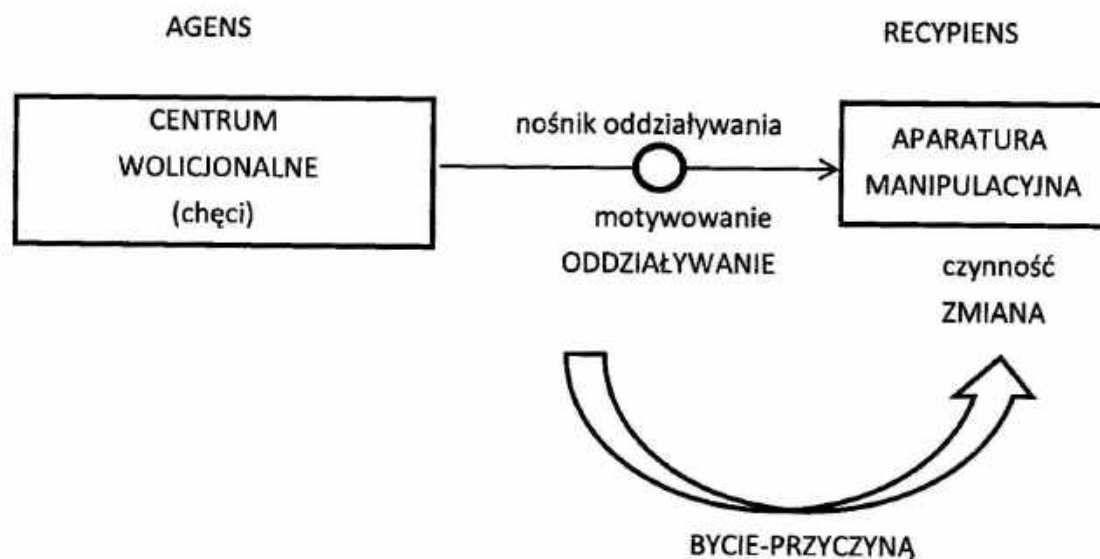 AGENS
RECYPIENS
CENTRUM
WOLICJONALNE
(chęci)
nośnik oddziaływania
motywowanie
ODDZIAŁYWANIE
APARATURA
MANIPULACYJNA
czynność
ZMIANA
BYCIE-PRZYCZYNĄ